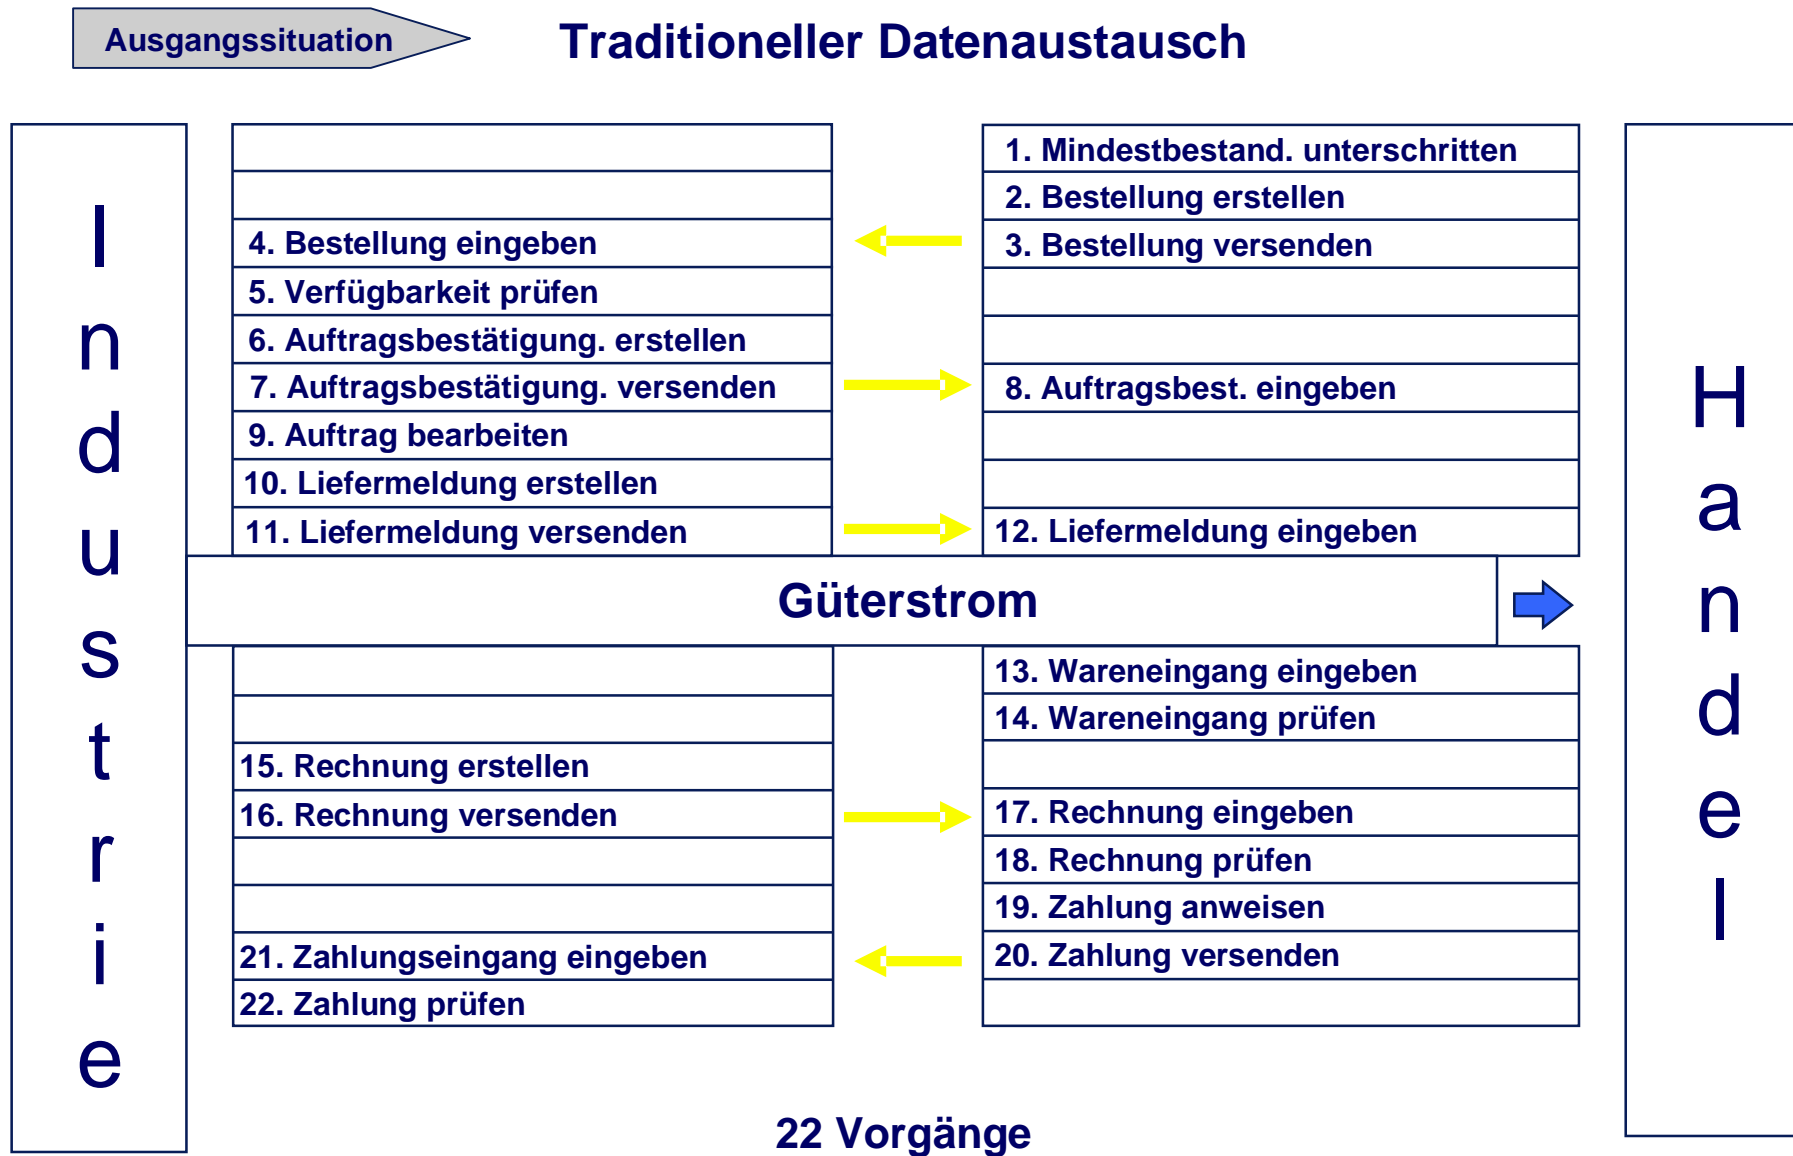 Ausgangssituation
Traditioneller Datenaustausch
Industrie
Handel
1. Mindestbestand. unterschritten
2. Bestellung erstellen
4. Bestellung eingeben
3. Bestellung versenden
5. Verfügbarkeit prüfen
6. Auftragsbestätigung. erstellen
7. Auftragsbestätigung. versenden
8. Auftragsbest. eingeben
9. Auftrag bearbeiten
10. Liefermeldung erstellen
11. Liefermeldung versenden
12. Liefermeldung eingeben
Güterstrom
13. Wareneingang eingeben
14. Wareneingang prüfen
15. Rechnung erstellen
16. Rechnung versenden
17. Rechnung eingeben
18. Rechnung prüfen
19. Zahlung anweisen
21. Zahlungseingang eingeben
20. Zahlung versenden
22. Zahlung prüfen
22 Vorgänge